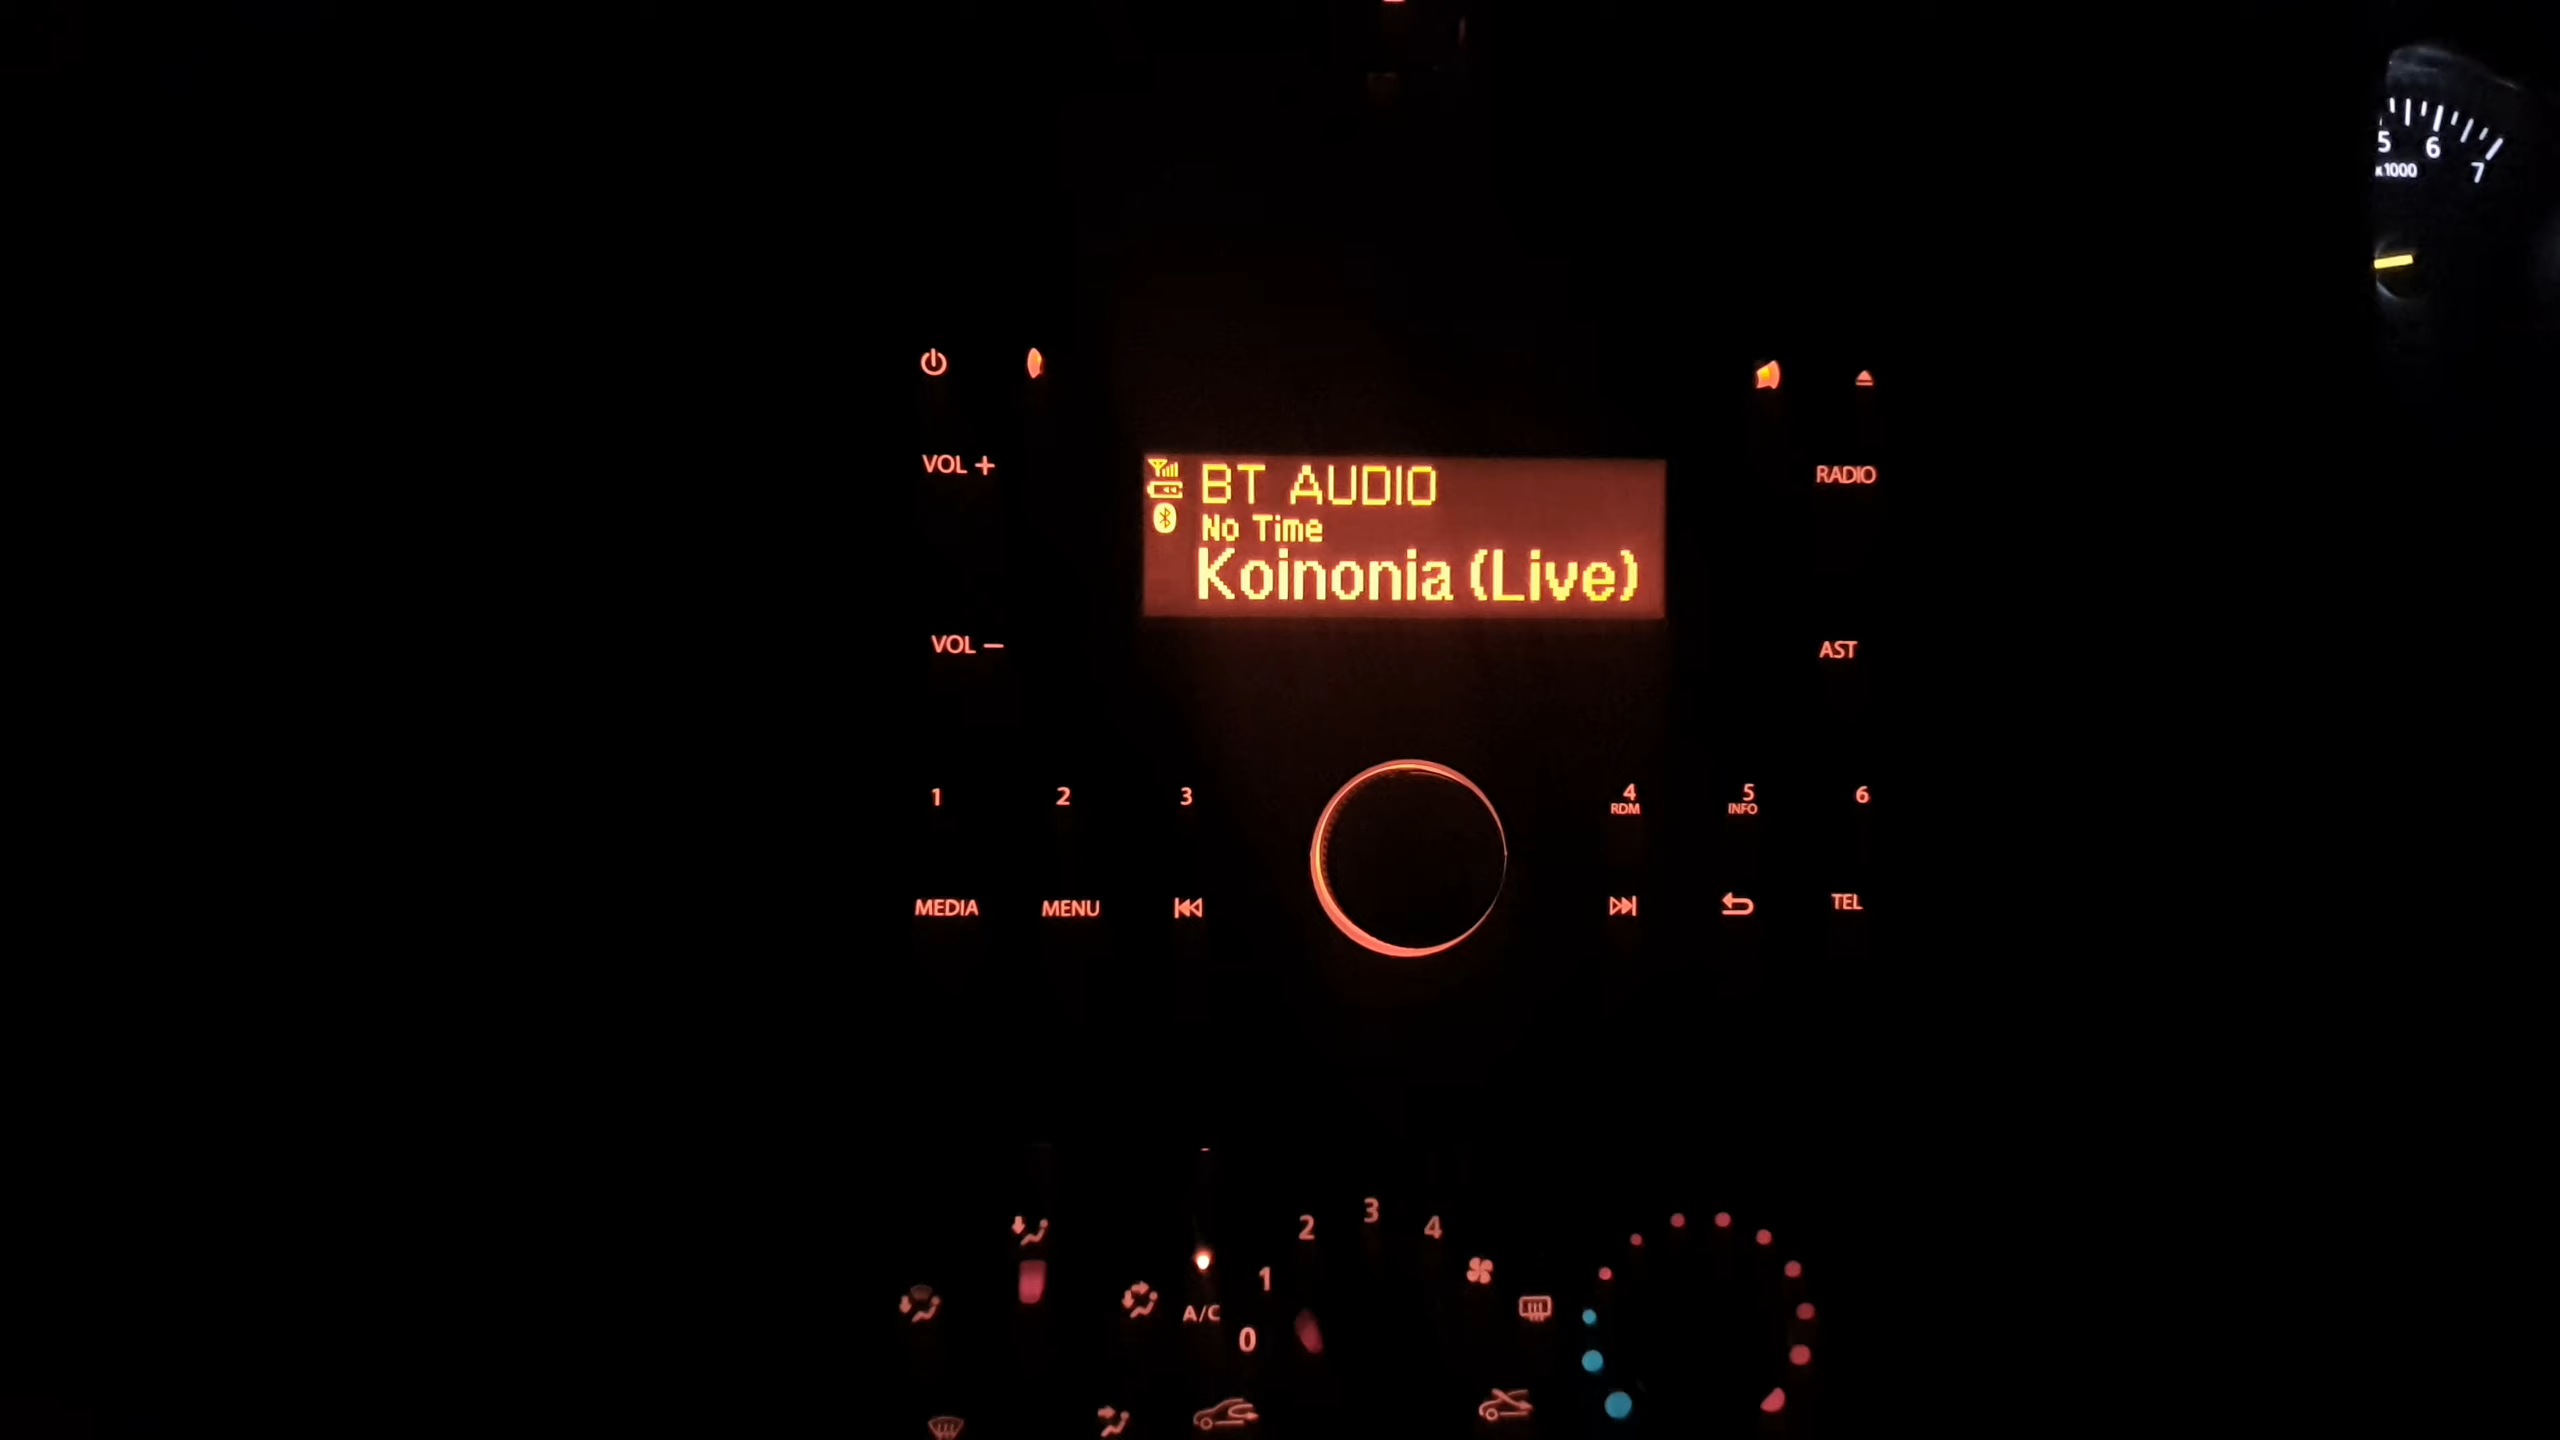 5 6 7
x1000
VOL +
RADIO
BT AUDIO
No Time
Koinonia (Live)
VOL −
AST
1 2 3 4 5 6
RDM INFO
MEDIA MENU TEL
0 1 2 3 4
A/C